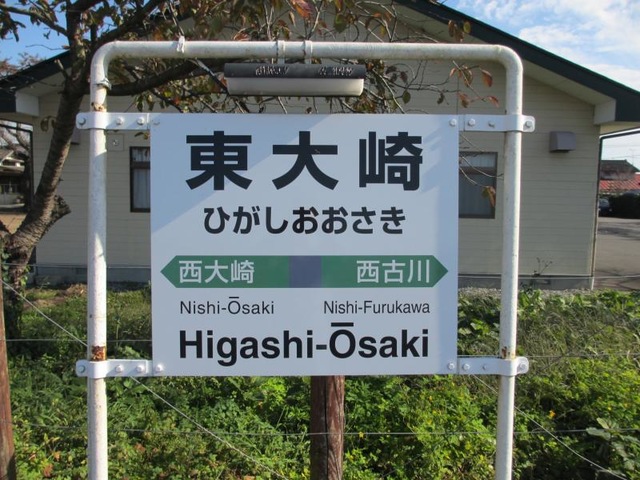 東大崎
ひがしおおさき
西大崎 西古川
Nishi-Ōsaki Nishi-Furukawa
Higashi-Ōsaki